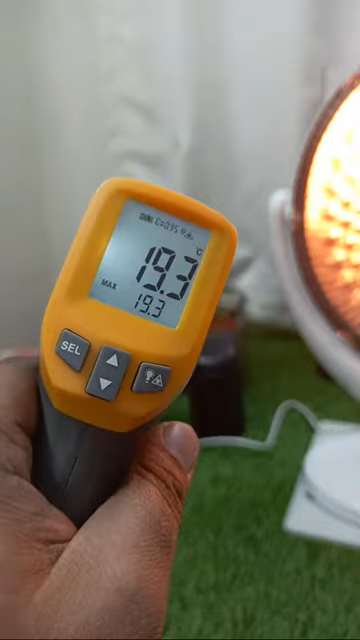 E=0.95
°C
19.3
MAX
19.3
SEL